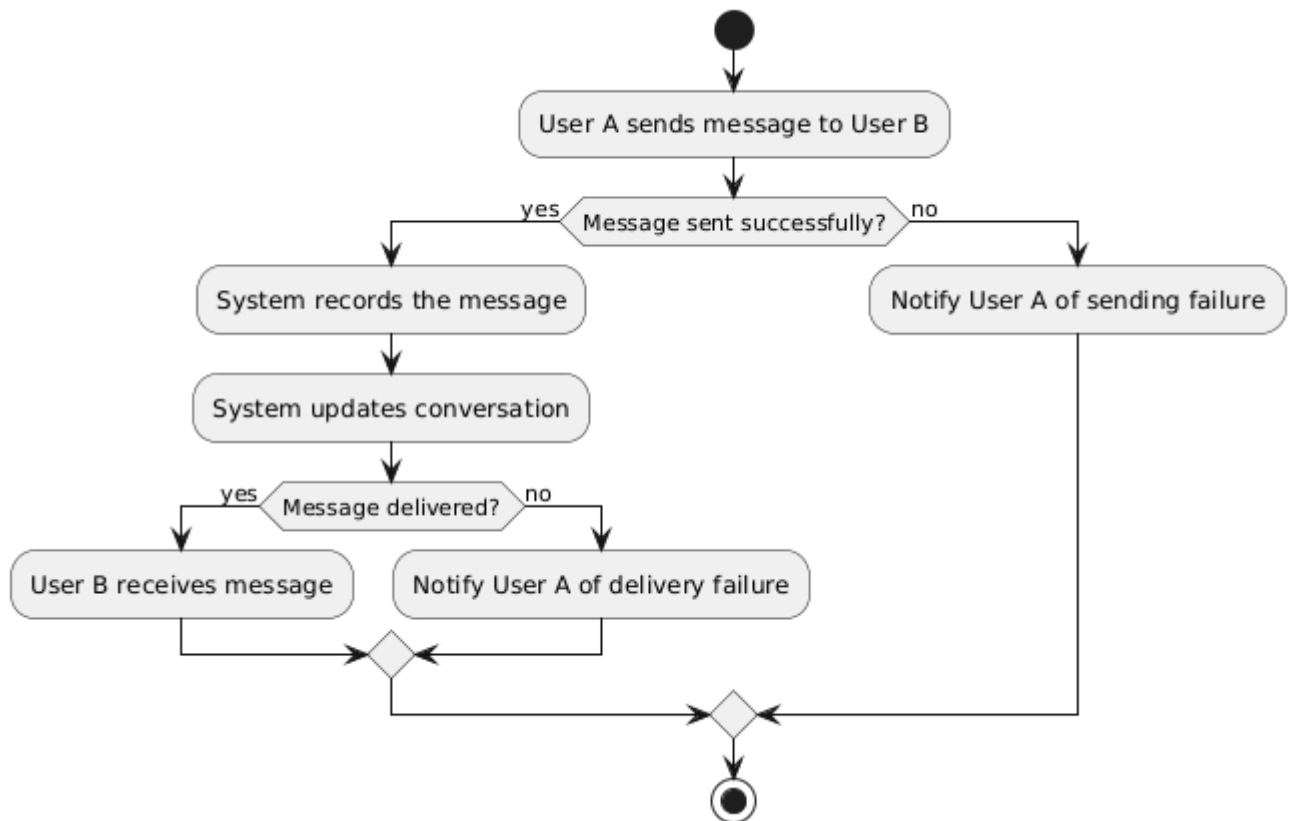 User A sends message to User B
yes
Message sent successfully?
no
System records the message
Notify User A of sending failure
System updates conversation
yes
Message delivered?
no
User B receives message
Notify User A of delivery failure